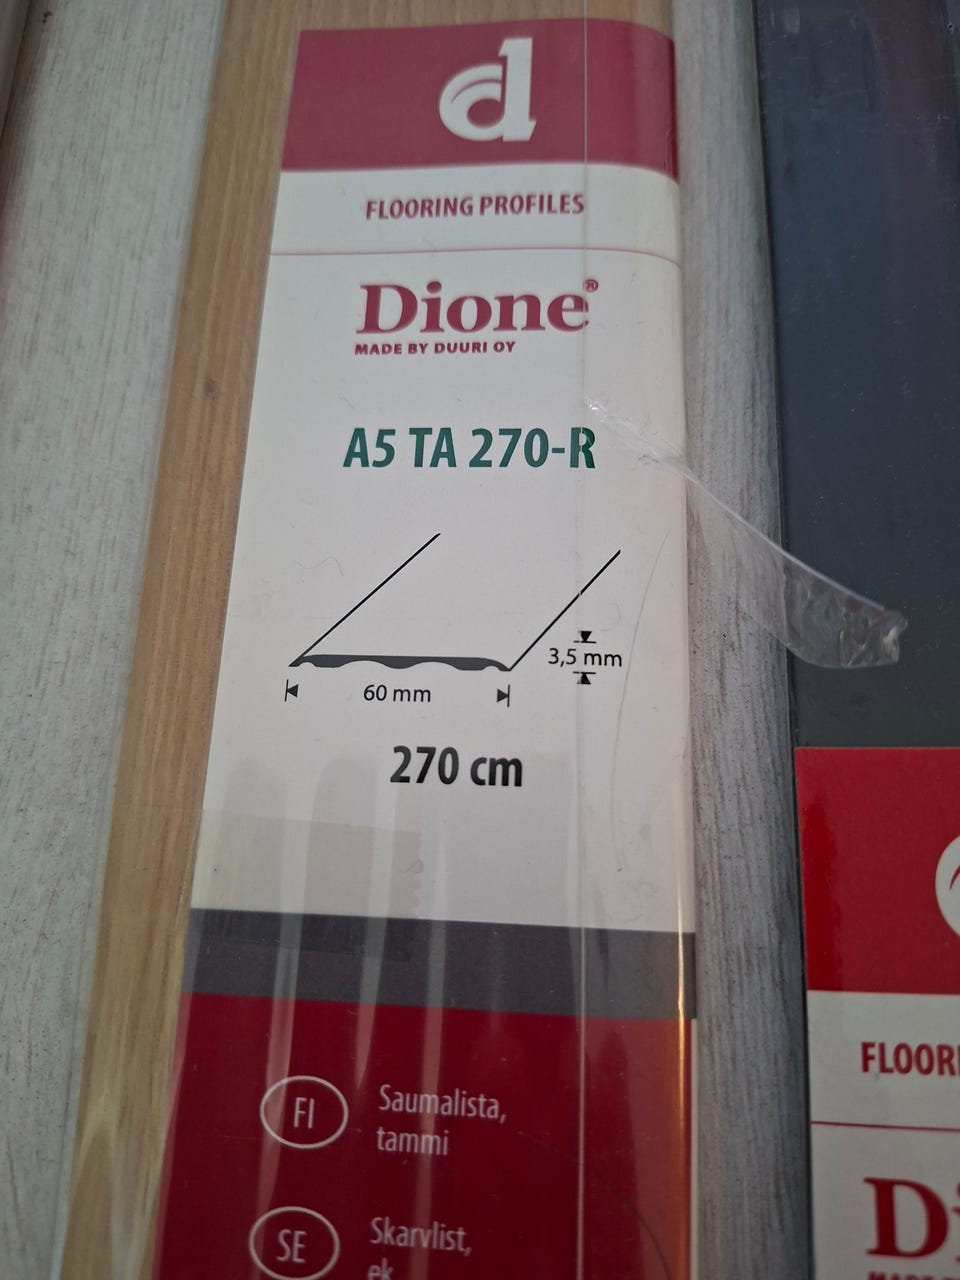 d
FLOORING PROFILES
Dione®
MADE BY DUURI OY
A5 TA 270-R
3,5 mm
60 mm
270 cm
FI
Saumalista,
tammi
SE
Skarvlist,
ek
FLOOR
D